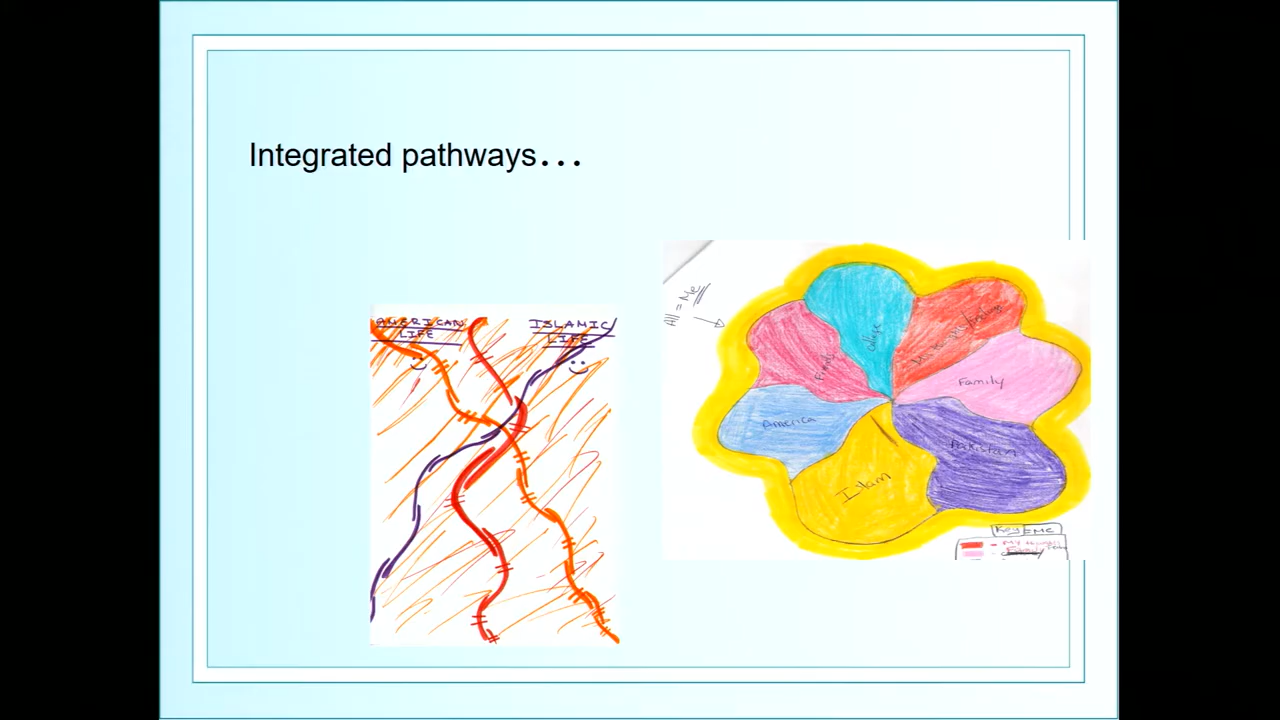 Integrated pathways...
AMERICAN
LIFE
ISLAMIC
LIFE
All = Me
College
Family
America
Pakistan
Islam
Key